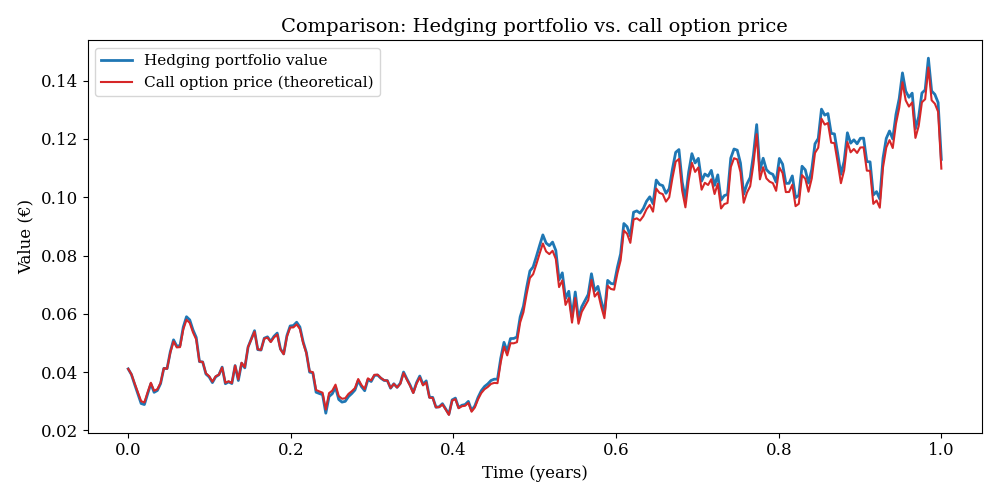 Comparison: Hedging portfolio vs. call option price
Hedging portfolio value
Call option price (theoretical)
Value (€)
0.14
0.12
0.10
0.08
0.06
0.04
0.02
0.0
0.2
0.4
0.6
0.8
1.0
Time (years)